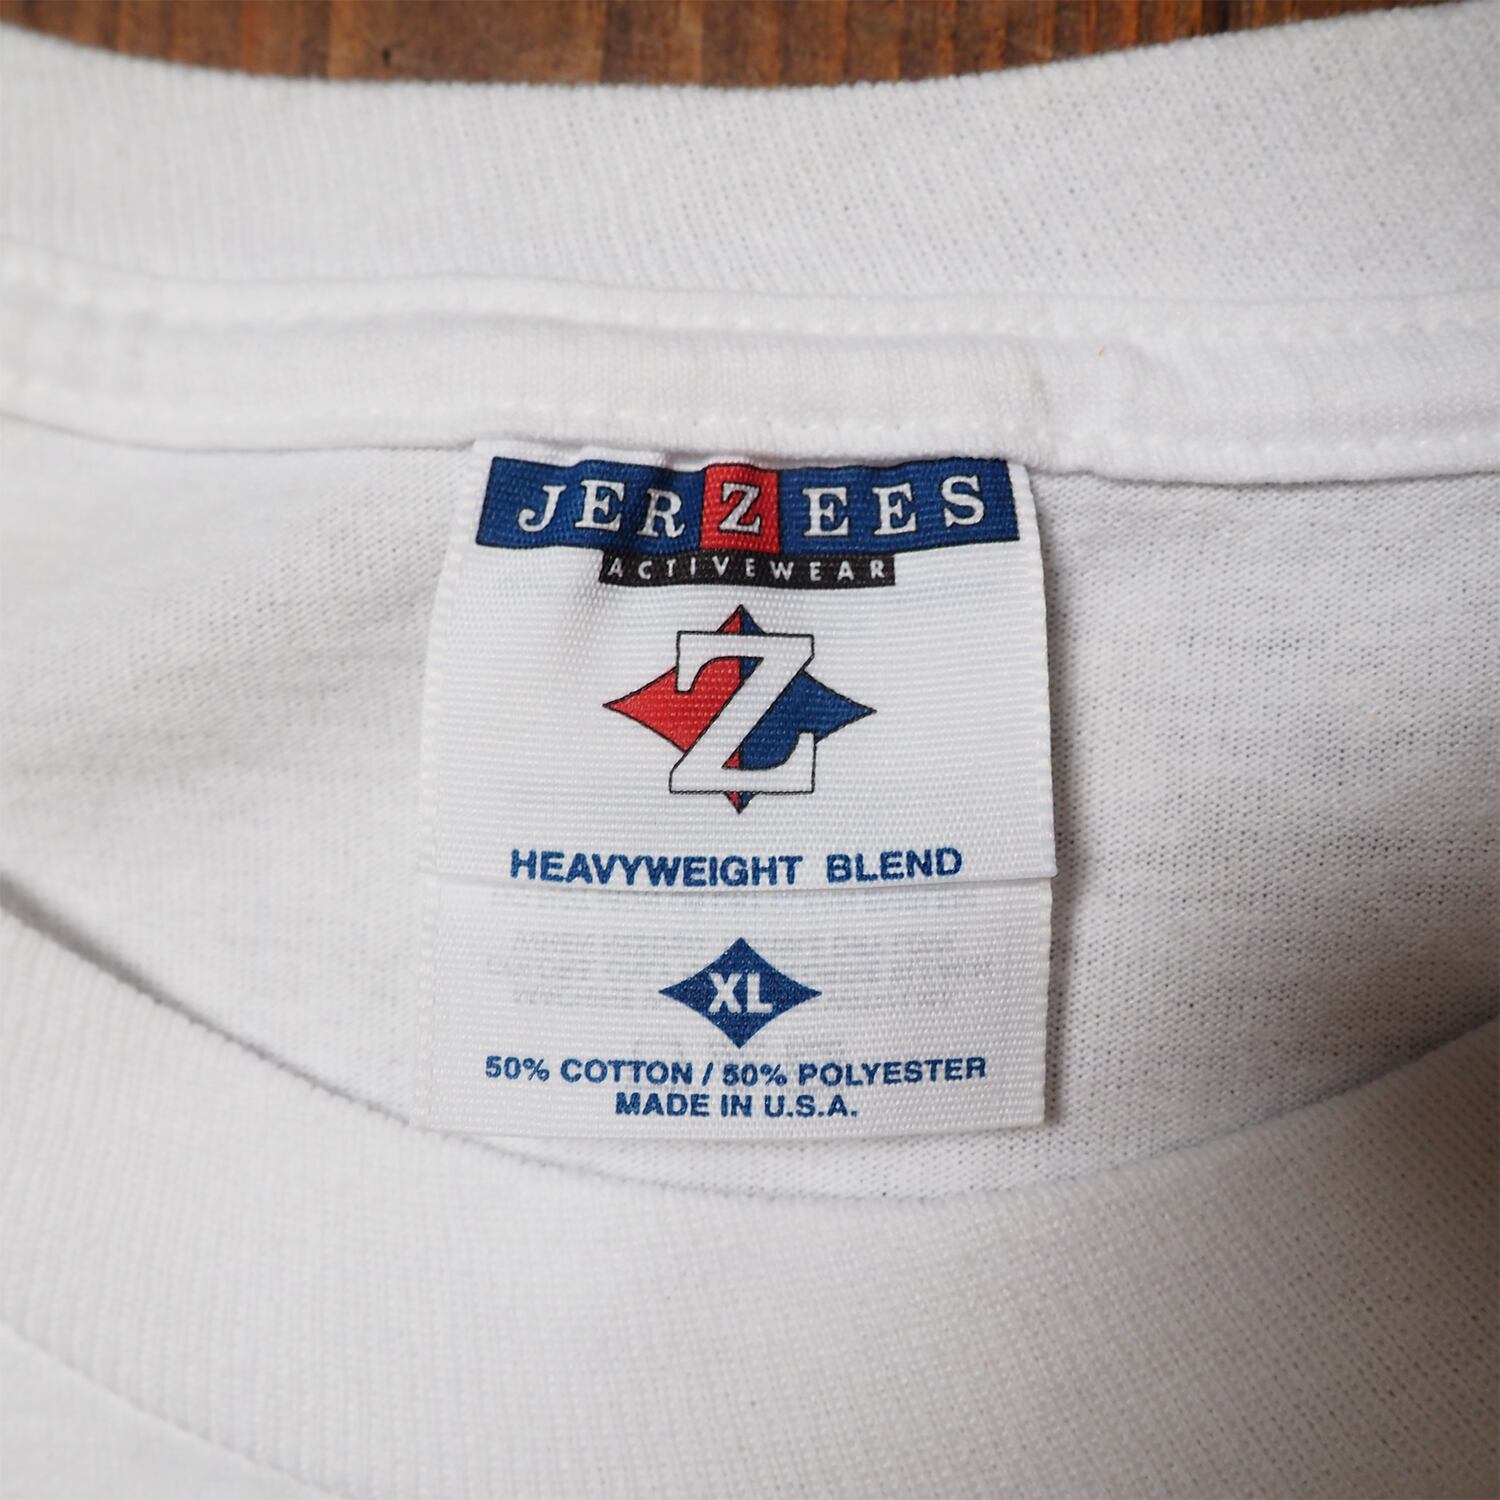 JERZEES
ACTIVEWEAR
Z
HEAVYWEIGHT BLEND
XL
50% COTTON / 50% POLYESTER
MADE IN U.S.A.